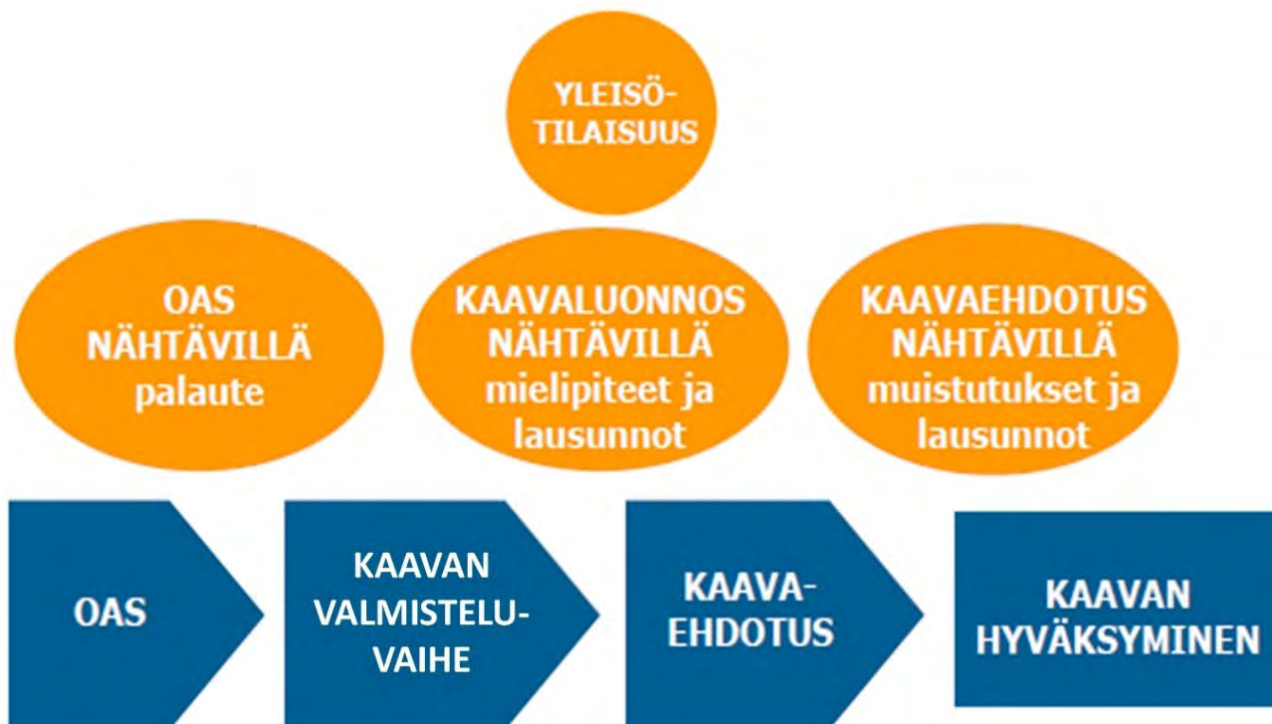 YLEISÖ-
TILAISUUS
OAS
NÄHTÄVILLÄ
palaute
KAAVALUONNOS
NÄHTÄVILLÄ
mielipiteet ja
lausunnot
KAAVAEHDOTUS
NÄHTÄVILLÄ
muistutukset ja
lausunnot
OAS
KAAVAN
VALMISTELU-
VAIHE
KAAVA-
EHDOTUS
KAAVAN
HYVÄKSYMINEN